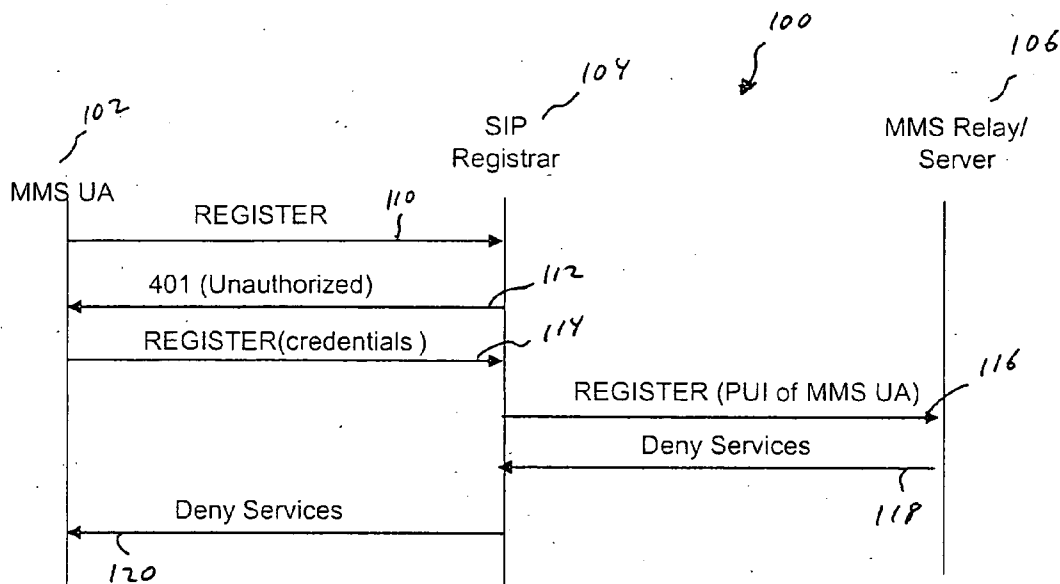 100
106
104
102
SIP
Registrar
MMS Relay/
Server
MMS UA
REGISTER
110
401 (Unauthorized)
112
REGISTER(credentials )
114
REGISTER (PUI of MMS UA)
116
Deny Services
118
Deny Services
120